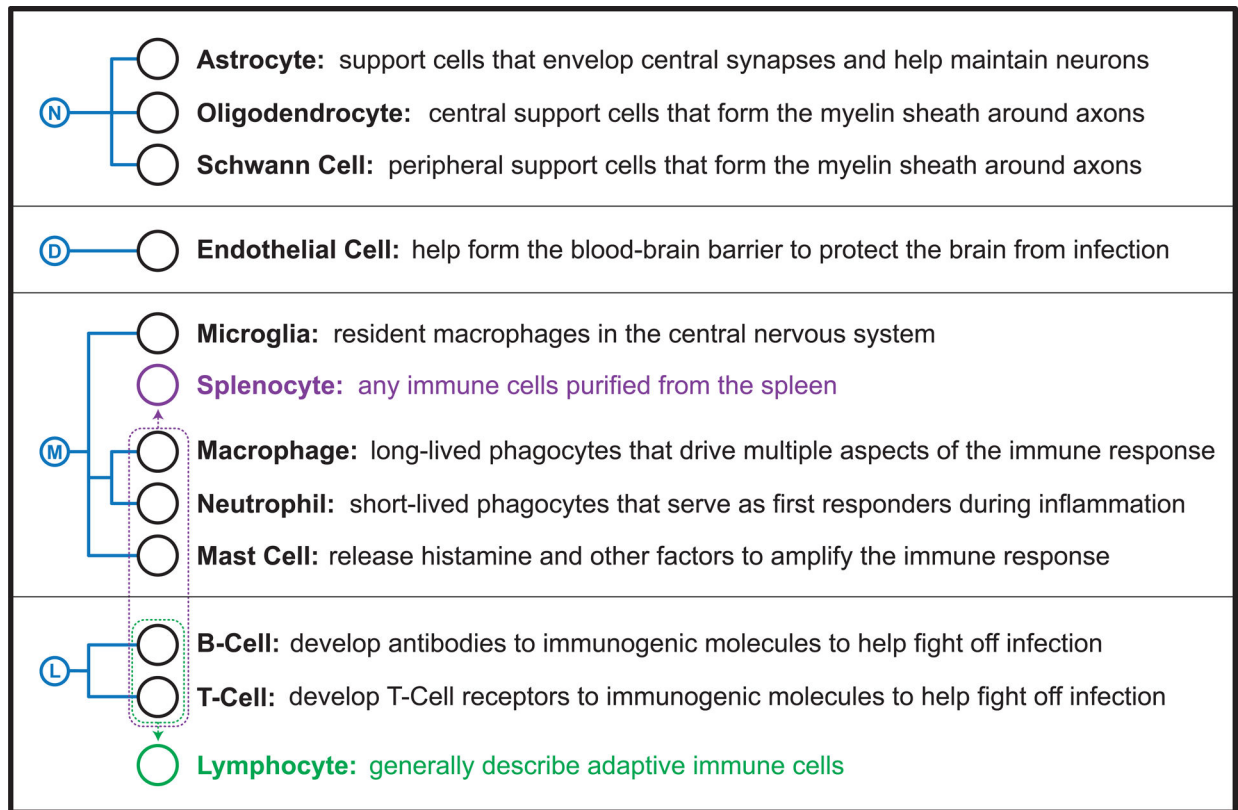 Astrocyte: support cells that envelop central synapses and help maintain neurons
N
Oligodendrocyte: central support cells that form the myelin sheath around axons
Schwann Cell: peripheral support cells that form the myelin sheath around axons
D
Endothelial Cell: help form the blood-brain barrier to protect the brain from infection
Microglia: resident macrophages in the central nervous system
Splenocyte: any immune cells purified from the spleen
M
Macrophage: long-lived phagocytes that drive multiple aspects of the immune response
Neutrophil: short-lived phagocytes that serve as first responders during inflammation
Mast Cell: release histamine and other factors to amplify the immune response
B-Cell: develop antibodies to immunogenic molecules to help fight off infection
L
T-Cell: develop T-Cell receptors to immunogenic molecules to help fight off infection
Lymphocyte: generally describe adaptive immune cells